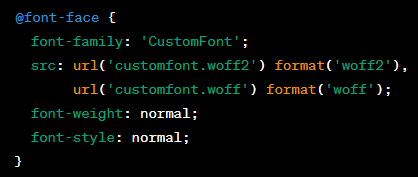 @font-face {
  font-family: 'CustomFont';
  src: url('customfont.woff2') format('woff2'),
       url('customfont.woff') format('woff');
  font-weight: normal;
  font-style: normal;
}